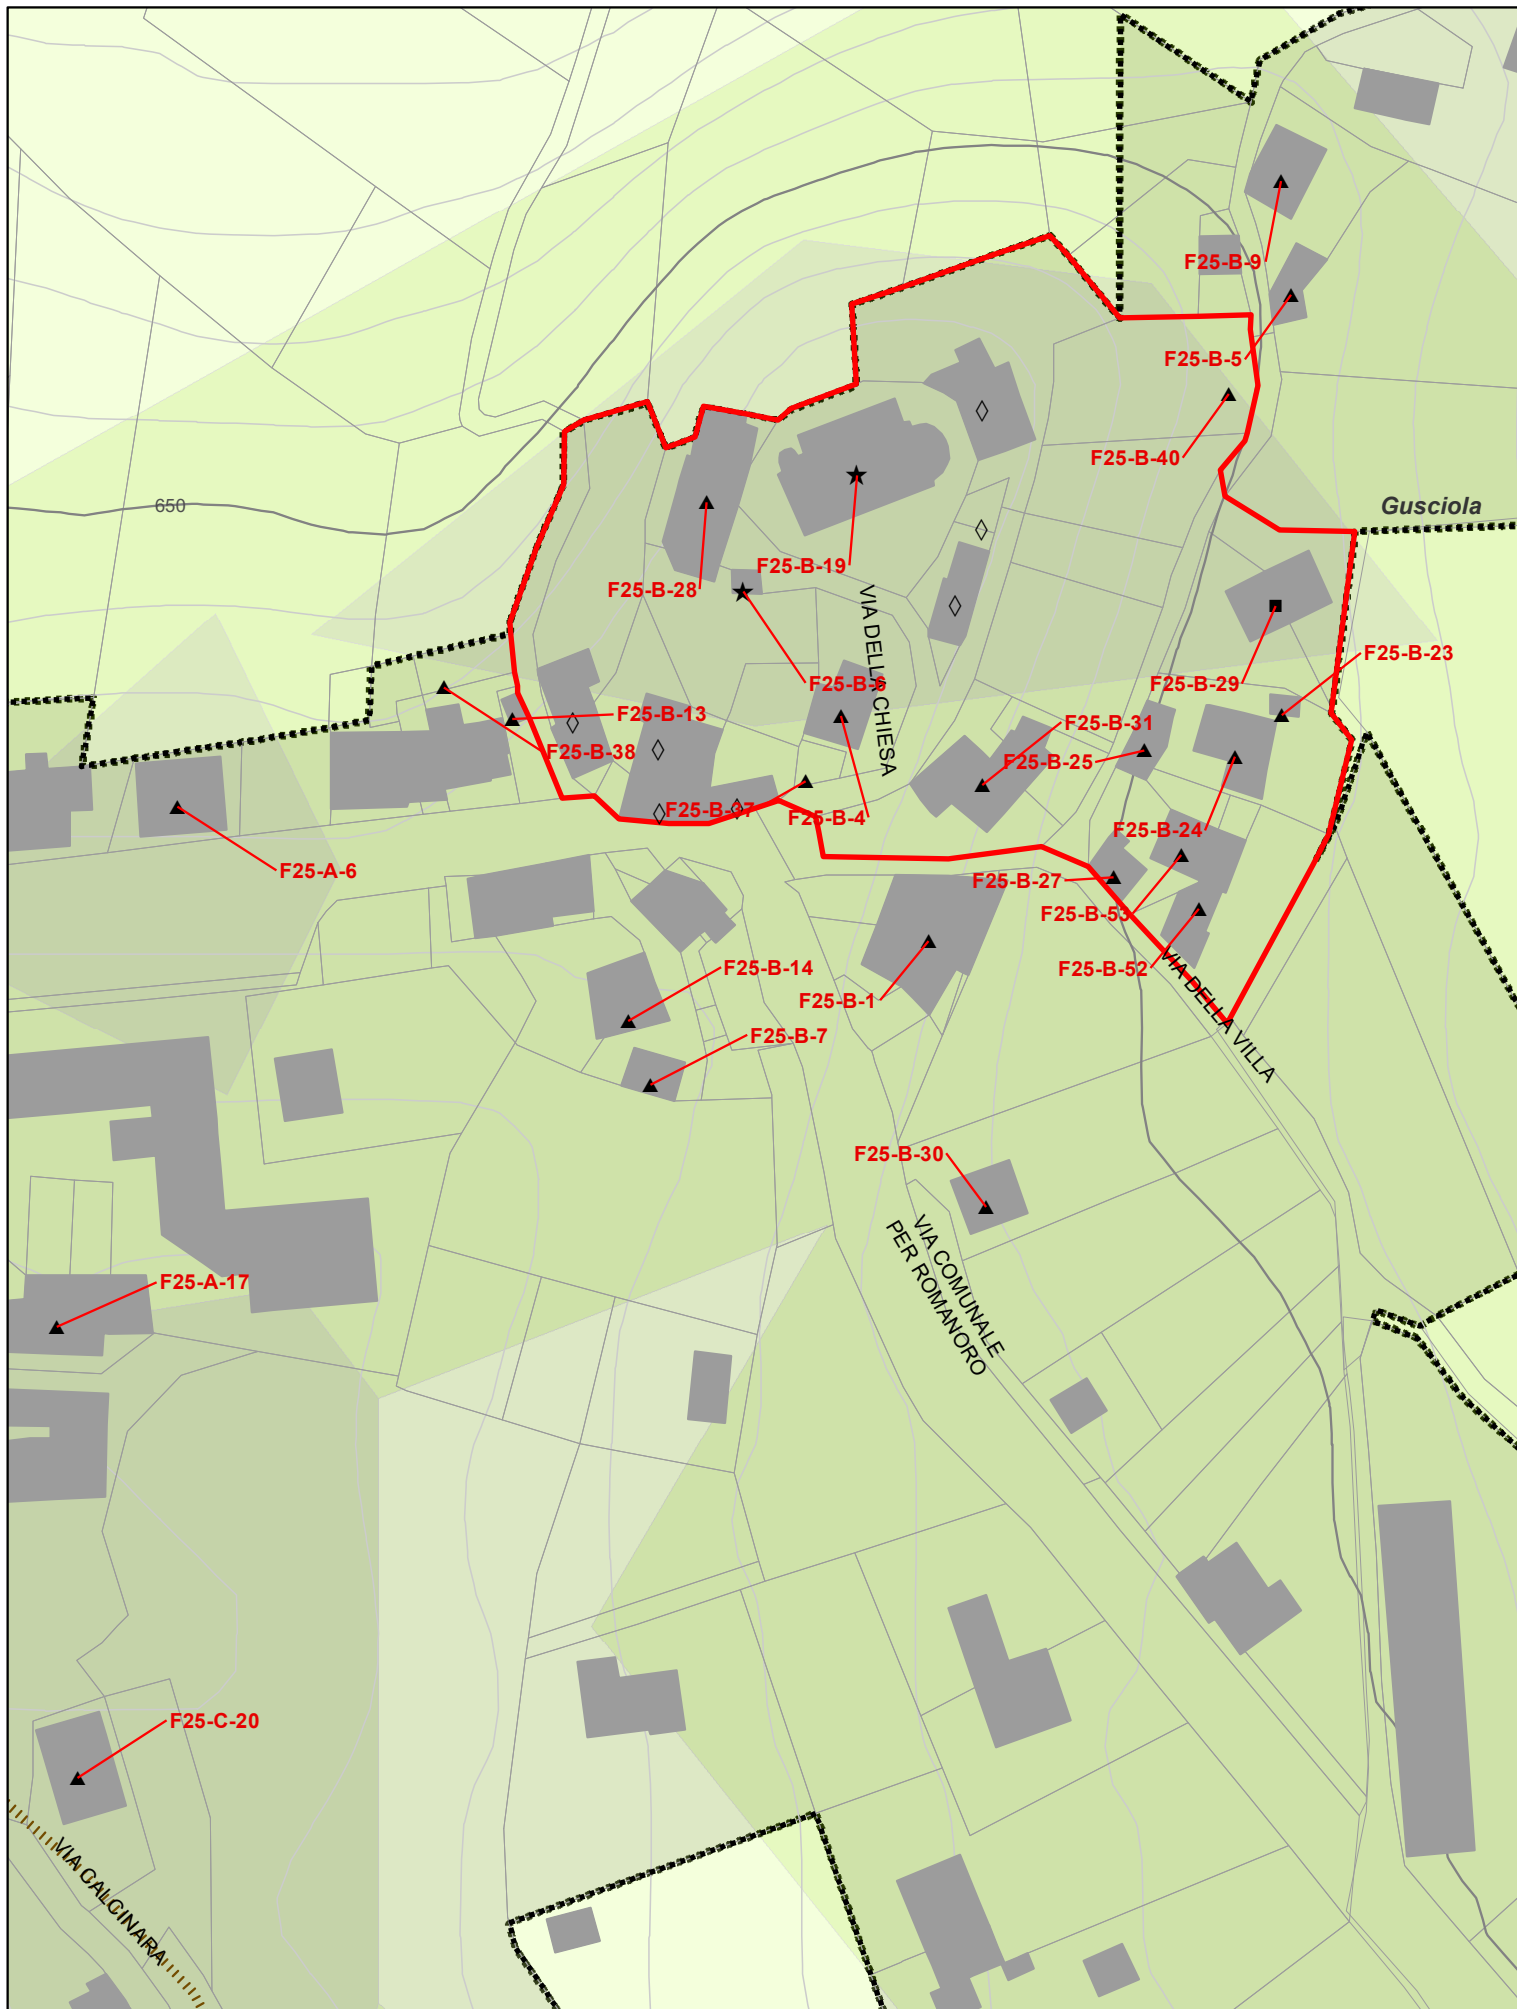 F25-B-9
F25-B-5
F25-B-40
650
Gusciola
F25-B-19
F25-B-28
VIA DELLA CHIESA
F25-B-23
F25-B-6
F25-B-29
F25-B-13
F25-B-31
F25-B-38
F25-B-25
F25-B-37
F25-B-4
F25-B-24
F25-A-6
F25-B-27
F25-B-53
F25-B-14
F25-B-52
F25-B-1
VIA DELLA VILLA
F25-B-7
F25-B-30
VIA COMUNALE
PER ROMANORO
F25-A-17
F25-C-20
VIA CALCINARA